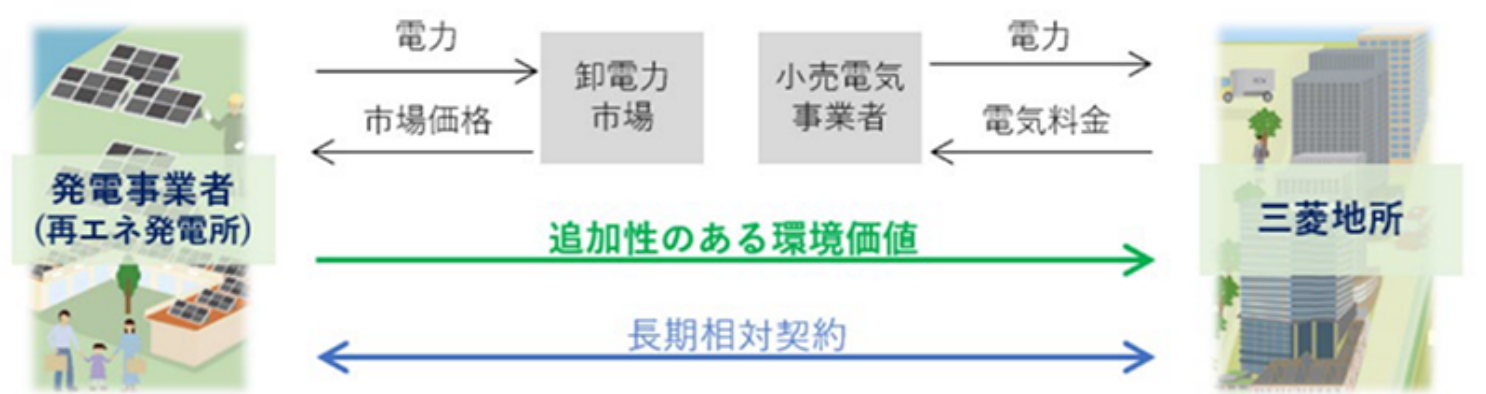 電力
市場価格
卸電力
市場
小売電気
事業者
電力
電気料金
発電事業者
(再エネ発電所)
三菱地所
追加性のある環境価値
長期相対契約